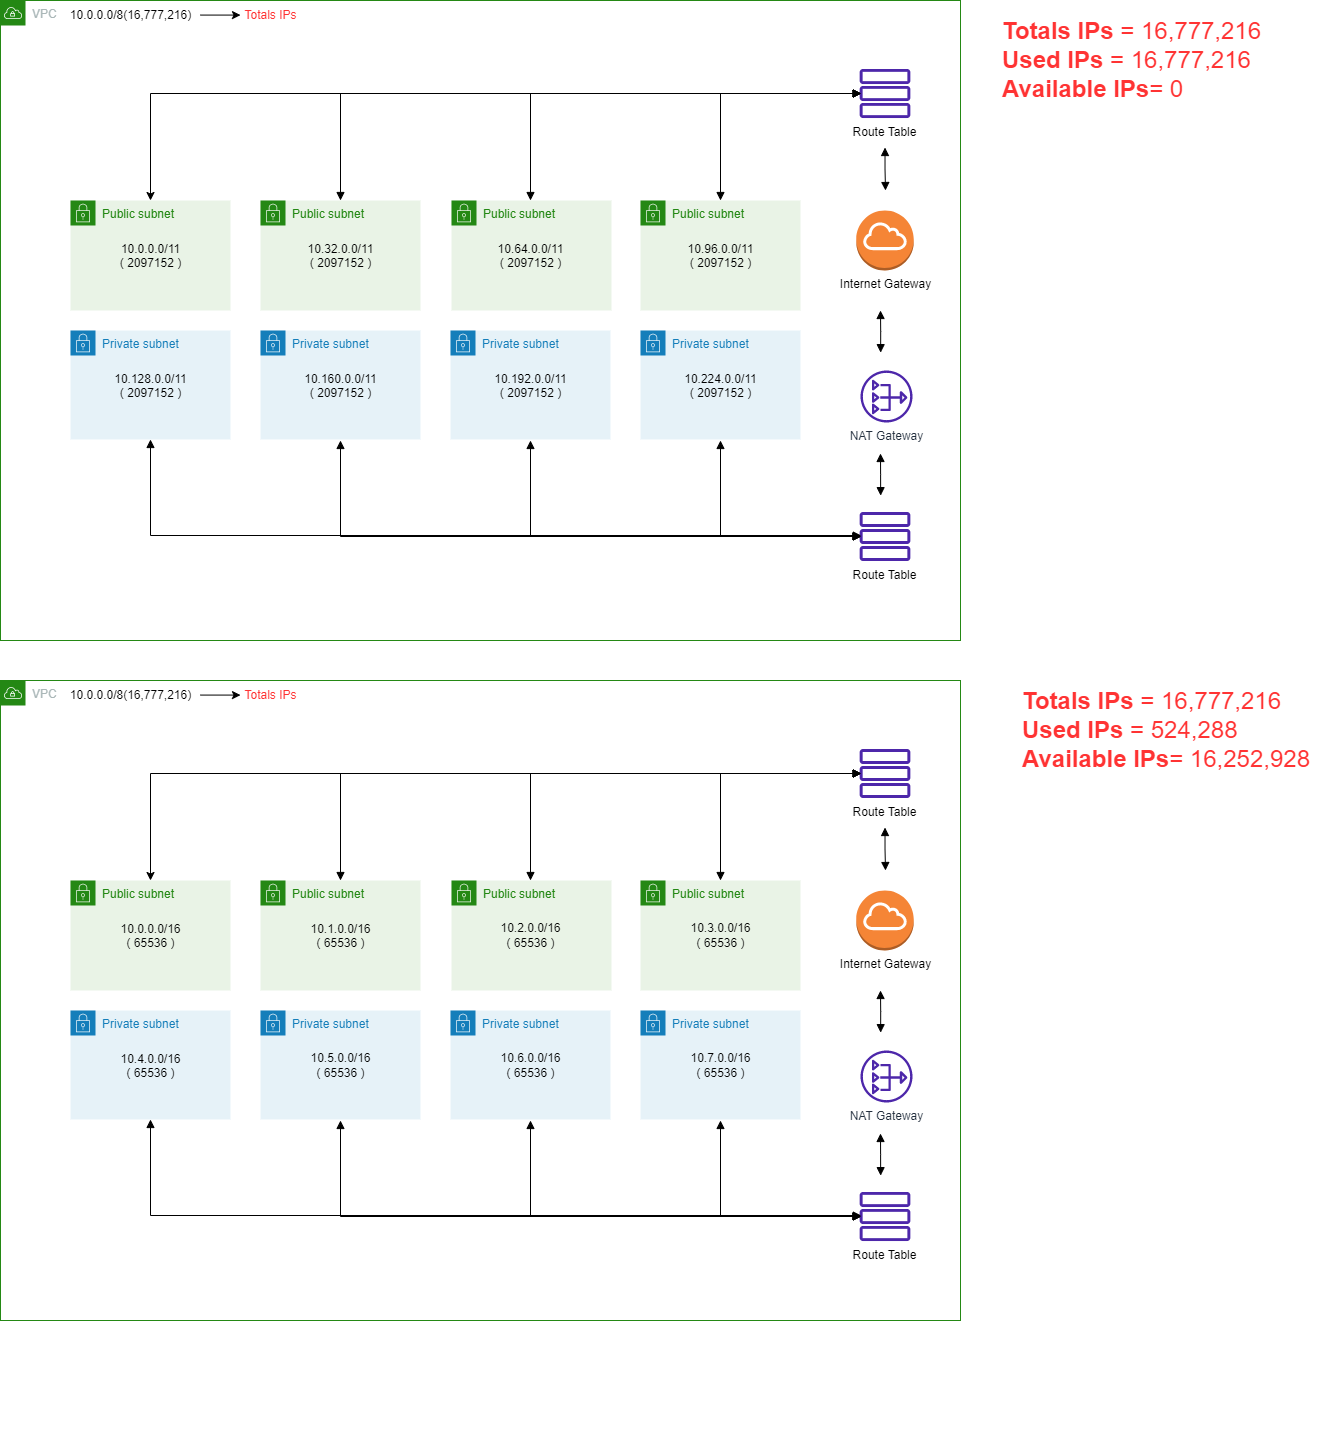 VPC 10.0.0.0/8(16,777,216) Totals IPs
Totals IPs = 16,777,216
Used IPs = 16,777,216
Available IPs= 0
Route Table
Public subnet
10.0.0.0/11
( 2097152 )
Public subnet
10.32.0.0/11
( 2097152 )
Public subnet
10.64.0.0/11
( 2097152 )
Public subnet
10.96.0.0/11
( 2097152 )
Internet Gateway
Private subnet
10.128.0.0/11
( 2097152 )
Private subnet
10.160.0.0/11
( 2097152 )
Private subnet
10.192.0.0/11
( 2097152 )
Private subnet
10.224.0.0/11
( 2097152 )
NAT Gateway
Route Table
VPC 10.0.0.0/8(16,777,216) Totals IPs
Totals IPs = 16,777,216
Used IPs = 524,288
Available IPs= 16,252,928
Route Table
Public subnet
10.0.0.0/16
( 65536 )
Public subnet
10.1.0.0/16
( 65536 )
Public subnet
10.2.0.0/16
( 65536 )
Public subnet
10.3.0.0/16
( 65536 )
Internet Gateway
Private subnet
10.4.0.0/16
( 65536 )
Private subnet
10.5.0.0/16
( 65536 )
Private subnet
10.6.0.0/16
( 65536 )
Private subnet
10.7.0.0/16
( 65536 )
NAT Gateway
Route Table